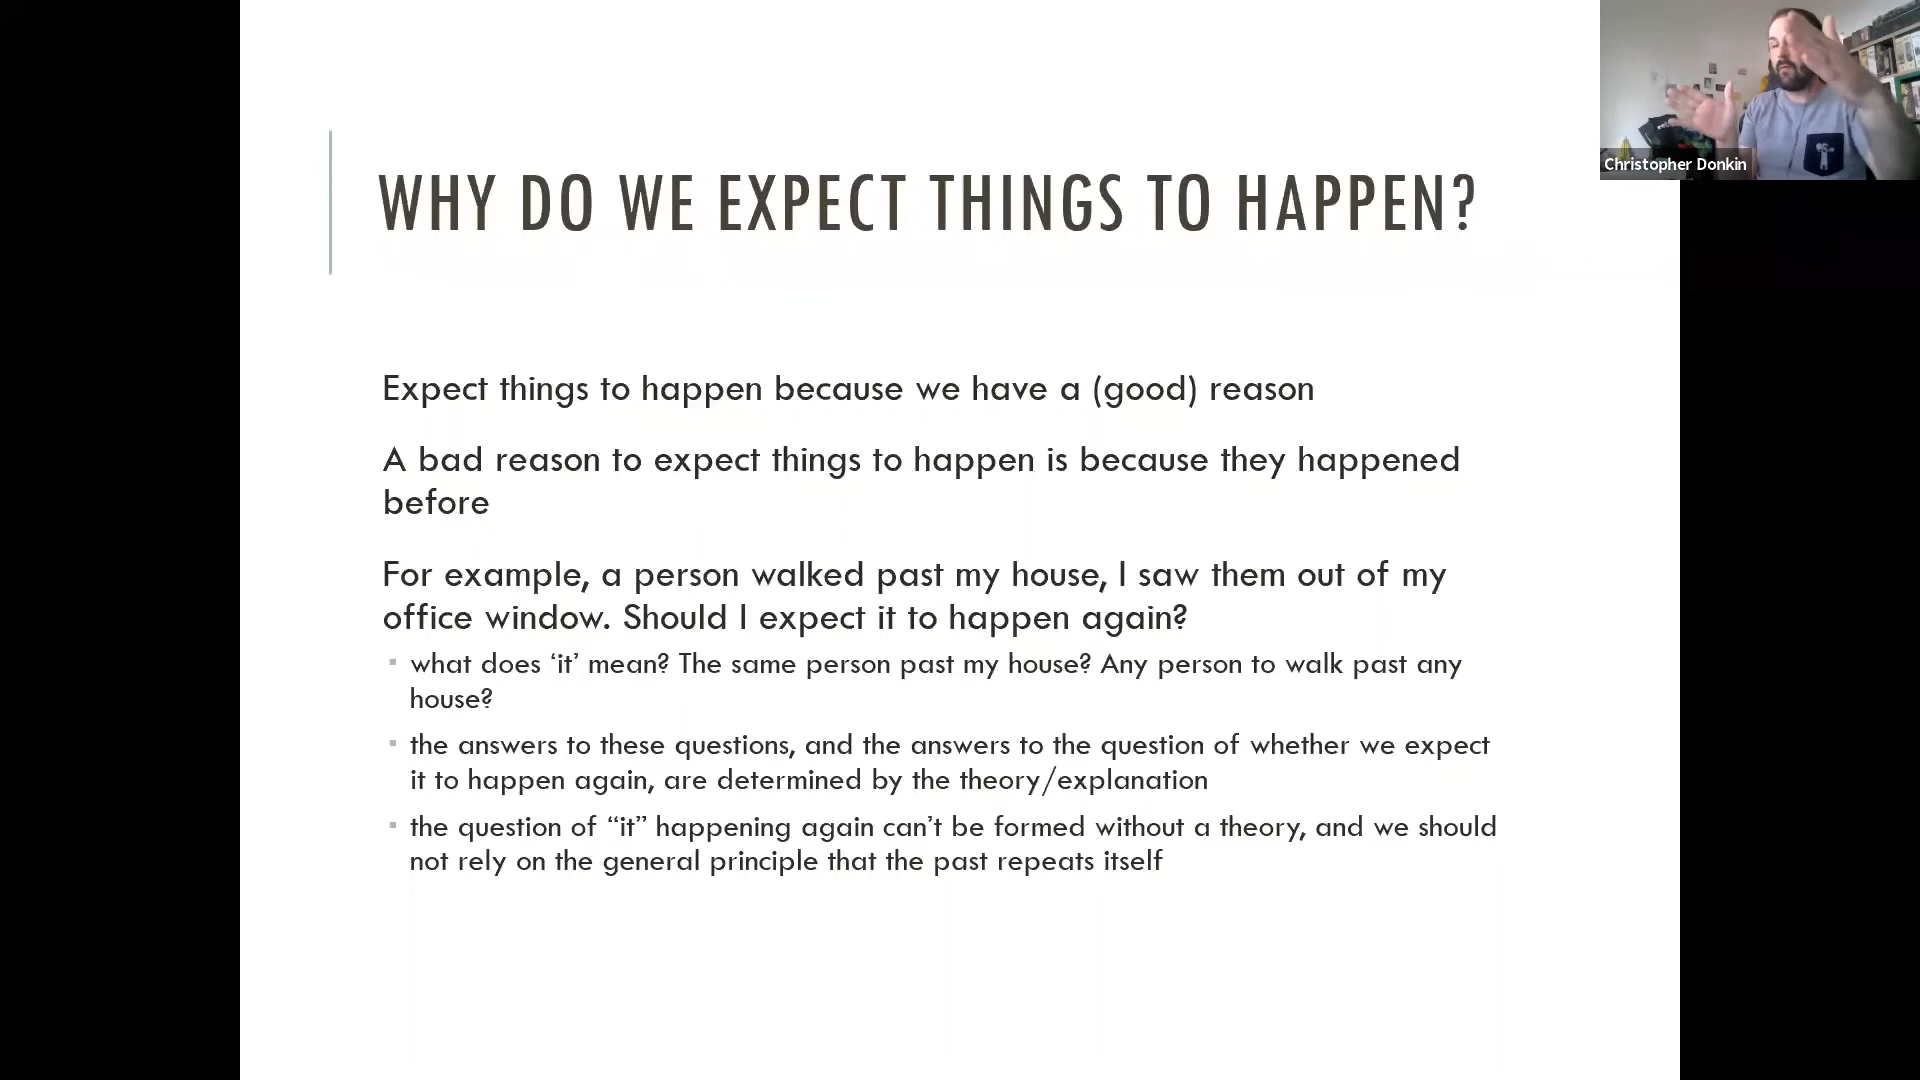 WHY DO WE EXPECT THINGS TO HAPPEN?
Christopher Donkin
Expect things to happen because we have a (good) reason
A bad reason to expect things to happen is because they happened
before
For example, a person walked past my house, I saw them out of my
office window. Should I expect it to happen again?
▪ what does ‘it’ mean? The same person past my house? Any person to walk past any
house?
▪ the answers to these questions, and the answers to the question of whether we expect
it to happen again, are determined by the theory/explanation
▪ the question of “it” happening again can’t be formed without a theory, and we should
not rely on the general principle that the past repeats itself